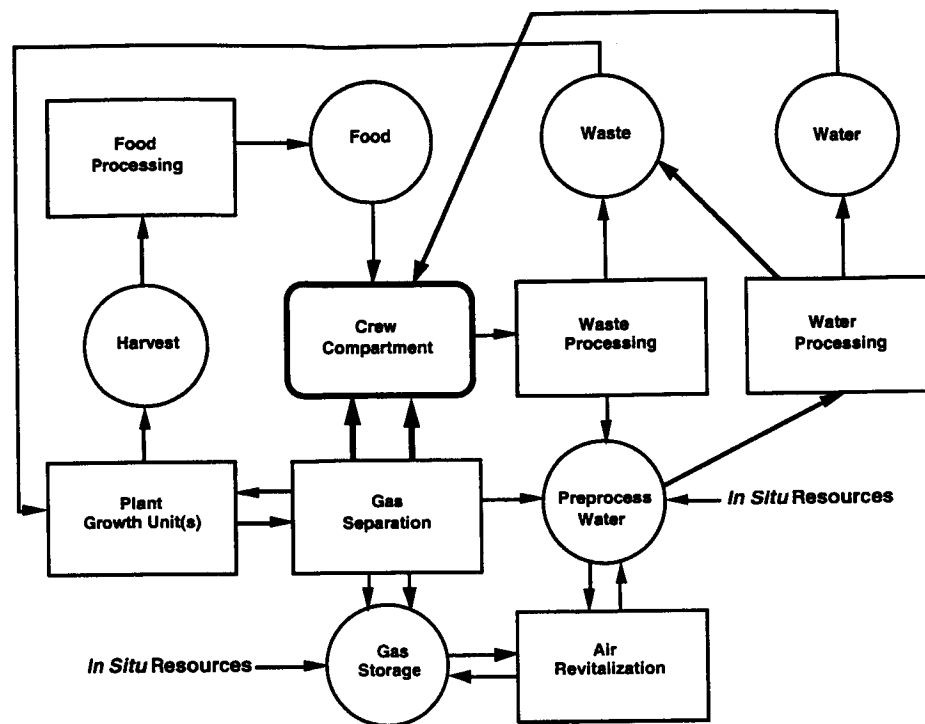 Food
Processing
Food
Waste
Water
Harvest
Crew
Compartment
Waste
Processing
Water
Processing
Plant
Growth Unit(s)
Gas
Separation
Preprocess
Water
In Situ Resources
In Situ Resources
Gas
Storage
Air
Revitalization